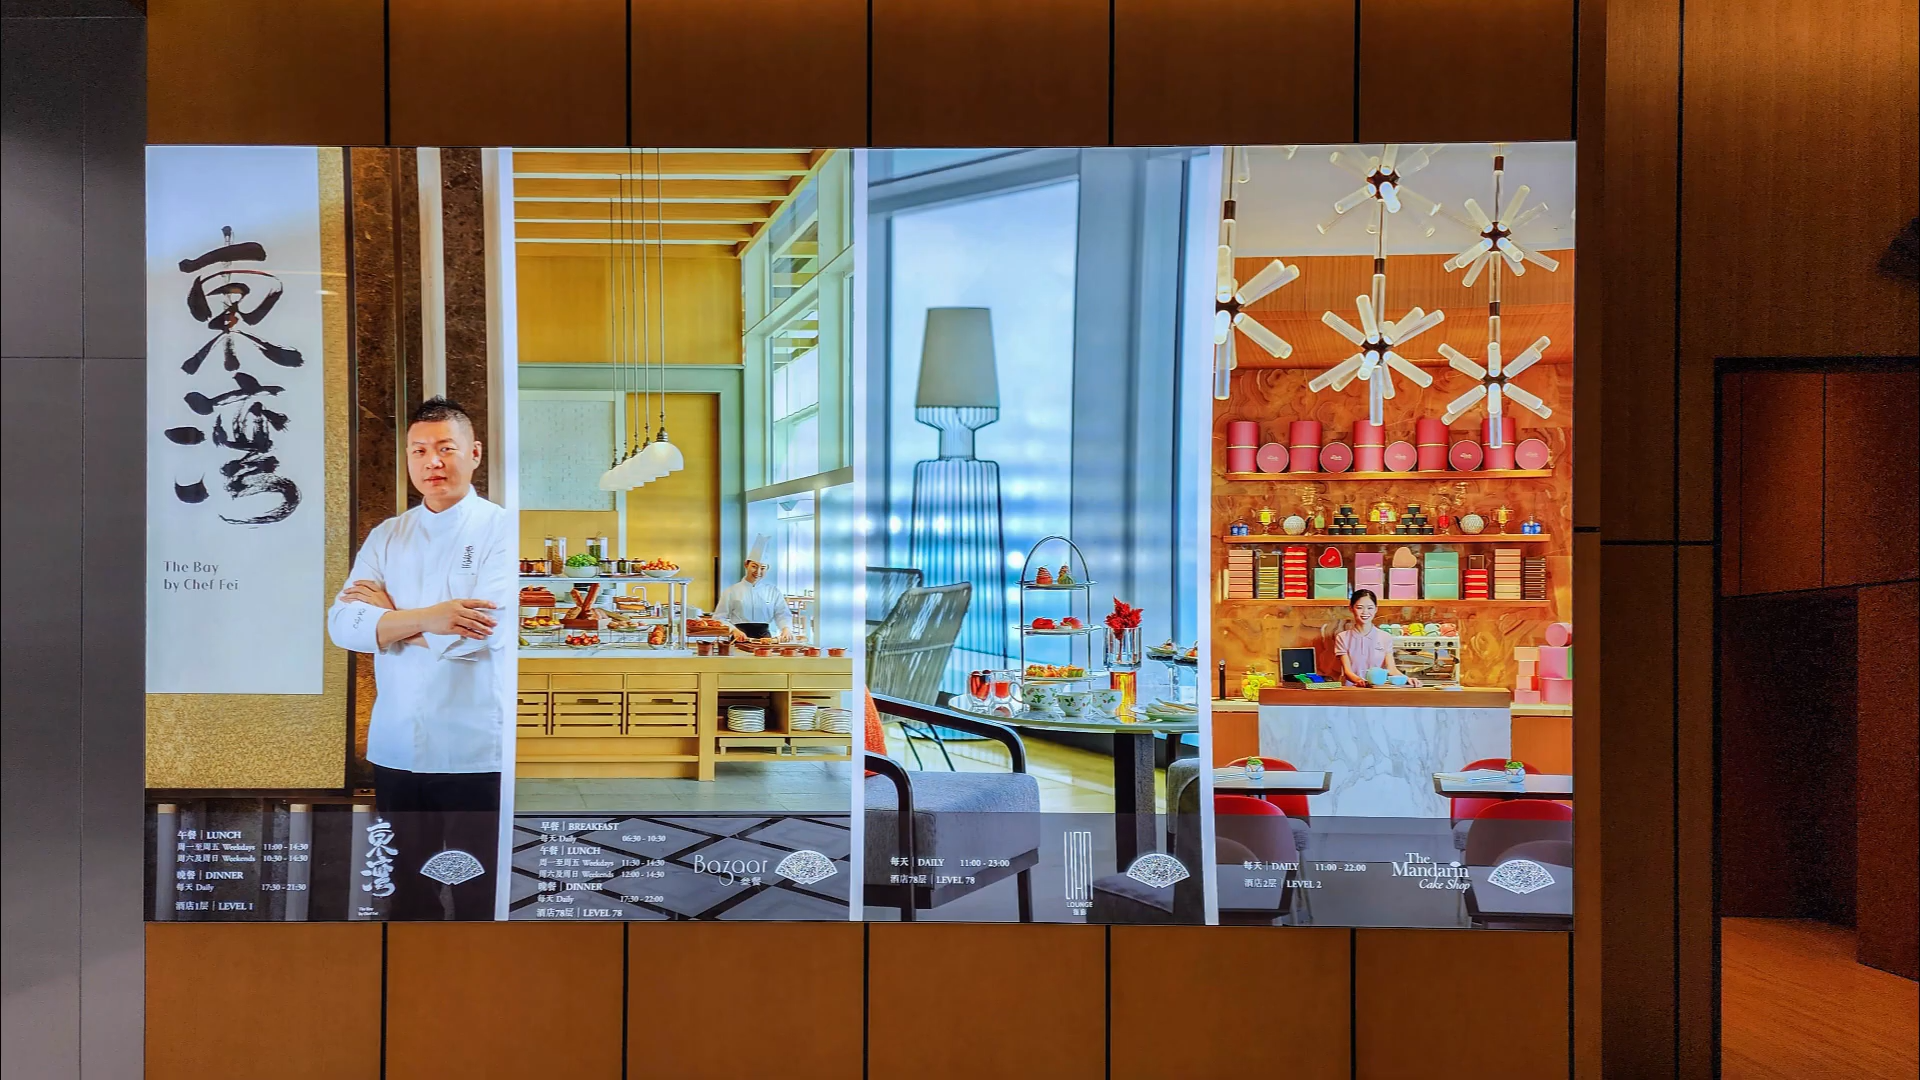 東灣
The Bay
by Chef Fei
午餐 | LUNCH
周一至周五 Weekdays 11:00 - 14:30
周六及周日 Weekends 10:30 - 14:30
晚餐 | DINNER
每天 Daily 17:30 - 21:30
酒店1层 | LEVEL 1
東灣
The Bay
by Chef Fei
早餐 | BREAKFAST
每天 Daily 06:30 - 10:30
午餐 | LUNCH
周一至周五 Weekdays 11:30 - 14:30
周六及周日 Weekends 12:00 - 14:30
晚餐 | DINNER
每天 Daily 17:30 - 22:00
酒店78层 | LEVEL 78
Bazaar
每天 | DAILY 11:00 - 23:00
酒店78层 | LEVEL 78
LOUNGE
每天 | DAILY 11:00 - 22:00
酒店2层 | LEVEL 2
The
Mandarin
Cake Shop